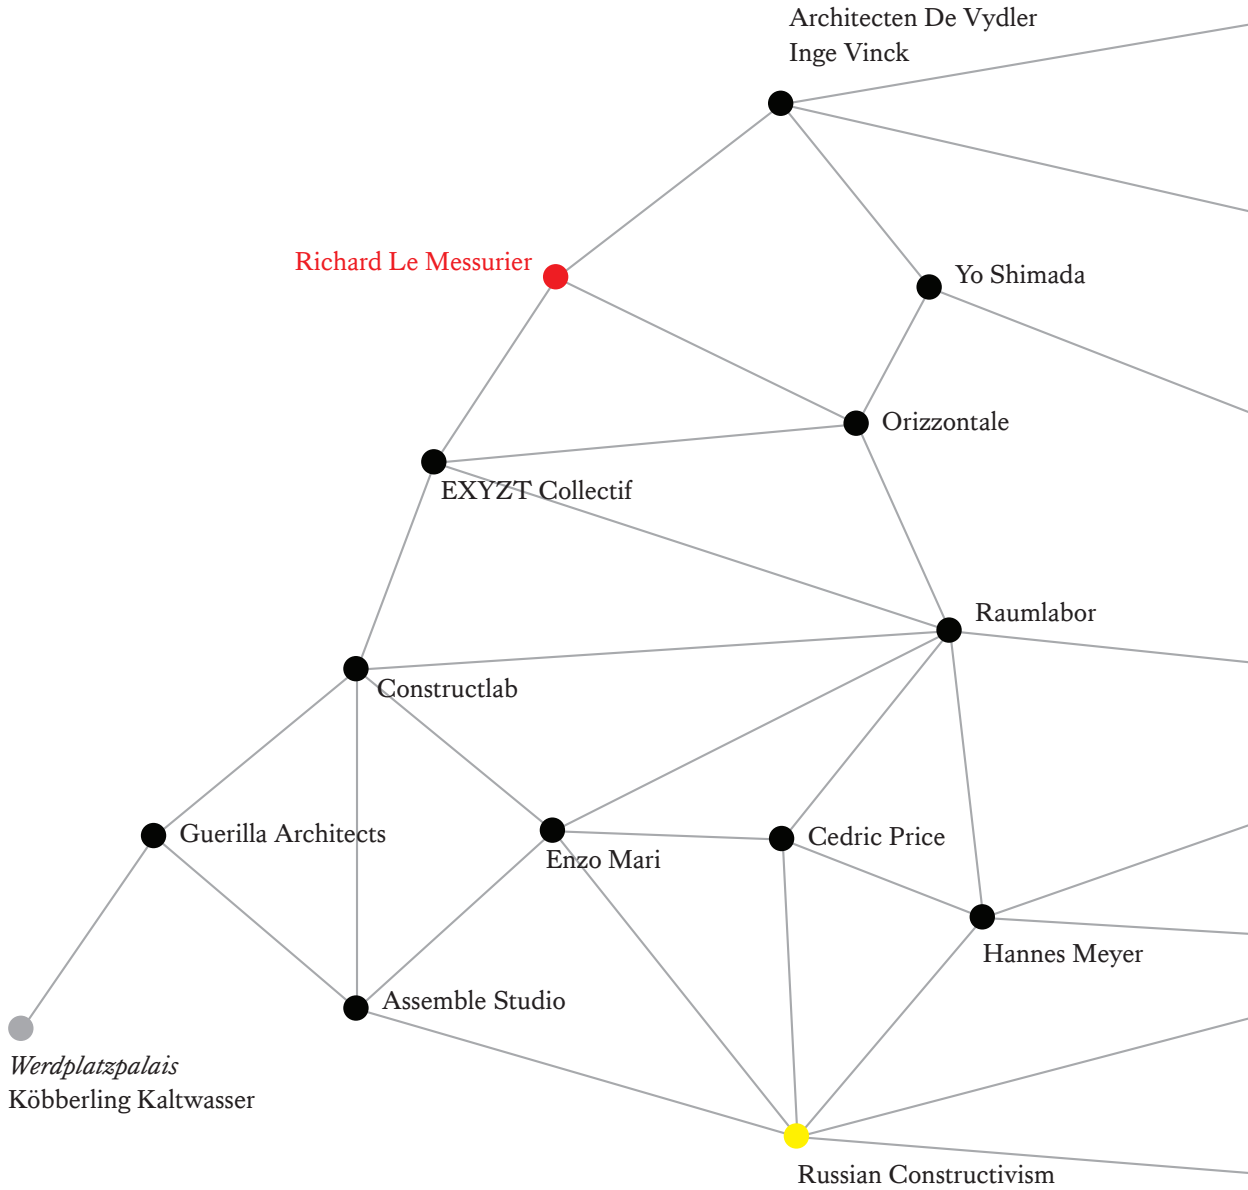 Architecten De Vydler
Inge Vinck
Richard Le Messurier
Yo Shimada
Orizzontale
EXYZT Collectif
Raumlabor
Constructlab
Guerilla Architects
Enzo Mari
Cedric Price
Hannes Meyer
Assemble Studio
Werdplatzpalais
Köbberling Kaltwasser
Russian Constructivism